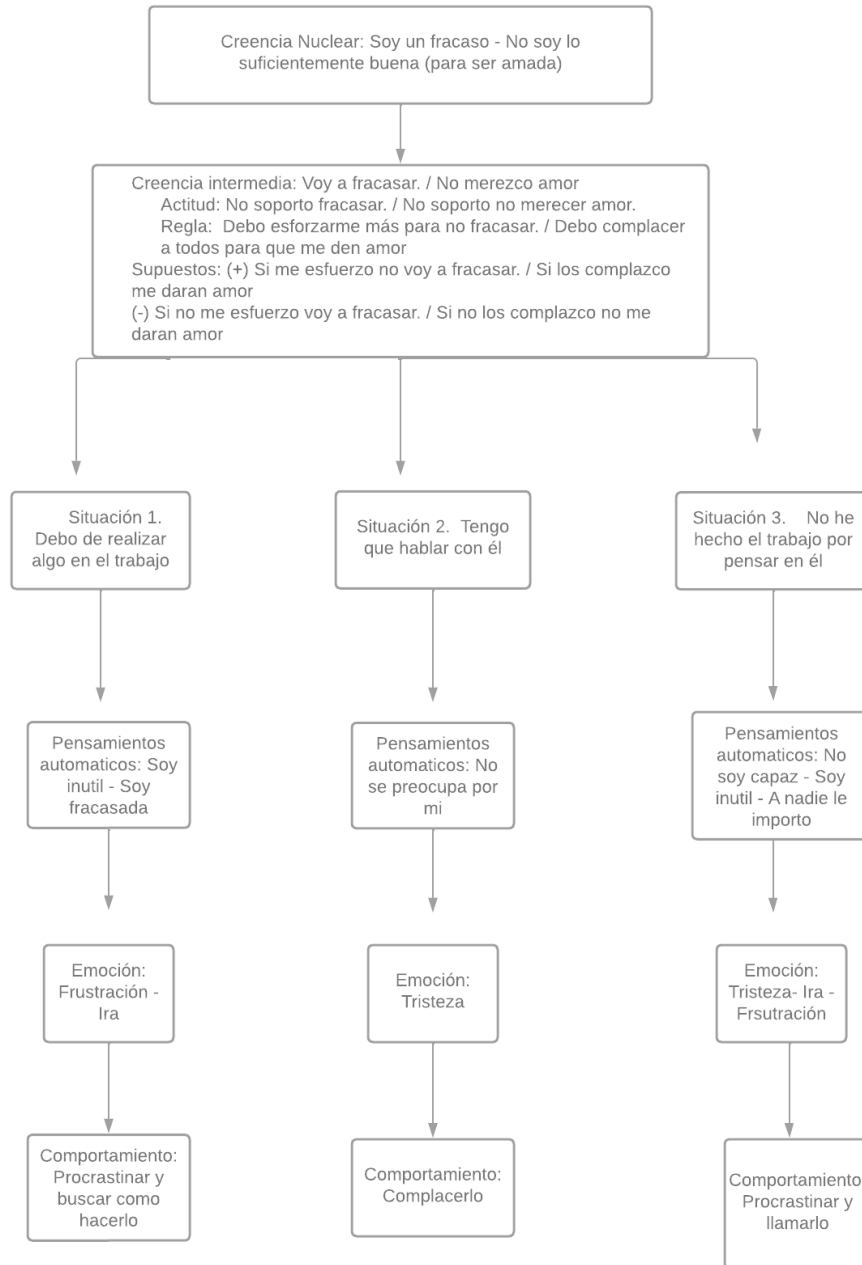 Creencia Nuclear: Soy un fracaso - No soy lo
suficientemente buena (para ser amada)
Creencia intermedia: Voy a fracasar. / No merezco amor
Actitud: No soporto fracasar. / No soporto no merecer amor.
Regla: Debo esforzarme más para no fracasar. / Debo complacer
a todos para que me den amor
Supuestos: (+) Si me esfuerzo no voy a fracasar. / Si los complazco
me daran amor
(-) Si no me esfuerzo voy a fracasar. / Si no los complazco no me
daran amor
Situación 1.
Debo de realizar
algo en el trabajo
Situación 2. Tengo
que hablar con él
Situación 3. No he
hecho el trabajo por
pensar en él
Pensamientos
automaticos: Soy
inutil - Soy
fracasada
Pensamientos
automaticos: No
se preocupa por
mi
Pensamientos
automaticos: No
soy capaz - Soy
inutil - A nadie le
importo
Emoción:
Frustración -
Ira
Emoción:
Tristeza
Emoción:
Tristeza- Ira -
Frsutración
Comportamiento:
Procrastinar y
buscar como
hacerlo
Comportamiento:
Complacerlo
Comportamiento
Procrastinar y
llamarlo